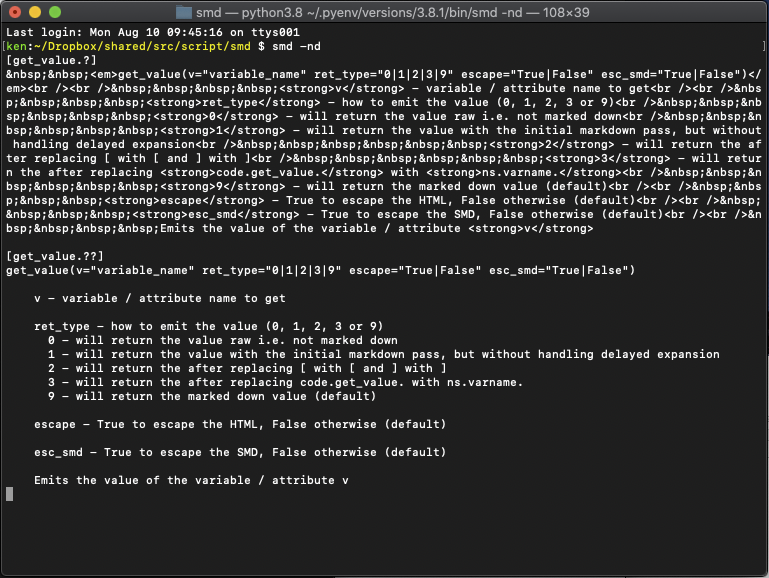 smd — python3.8 ~/.pyenv/versions/3.8.1/bin/smd -nd — 108×39
Last login: Mon Aug 10 09:45:16 on ttys001
[ken:~/Dropbox/shared/src/script/smd $ smd -nd ]
[get_value.?]
&nbsp;&nbsp;<em>get_value(v="variable_name" ret_type="0|1|2|3|9" escape="True|False" esc_smd="True|False")</
em><br /><br />&nbsp;&nbsp;&nbsp;&nbsp;<strong>v</strong> - variable / attribute name to get<br /><br />&nb
sp;&nbsp;&nbsp;&nbsp;<strong>ret_type</strong> - how to emit the value (0, 1, 2, 3 or 9)<br />&nbsp;&nbsp;&n
bsp;&nbsp;&nbsp;&nbsp;<strong>0</strong> - will return the value raw i.e. not marked down<br />&nbsp;&nbsp;&
nbsp;&nbsp;&nbsp;&nbsp;<strong>1</strong> - will return the value with the initial markdown pass, but without
 handling delayed expansion<br />&nbsp;&nbsp;&nbsp;&nbsp;&nbsp;&nbsp;<strong>2</strong> - will return the af
ter replacing [ with [ and ] with ]<br />&nbsp;&nbsp;&nbsp;&nbsp;&nbsp;&nbsp;<strong>3</strong> - will retur
n the after replacing <strong>code.get_value.</strong> with <strong>ns.varname.</strong><br />&nbsp;&nbsp;&n
bsp;&nbsp;&nbsp;&nbsp;<strong>9</strong> - will return the marked down value (default)<br /><br />&nbsp;&nbs
p;&nbsp;&nbsp;<strong>escape</strong> - True to escape the HTML, False otherwise (default)<br /><br />&nbsp;
&nbsp;&nbsp;&nbsp;<strong>esc_smd</strong> - True to escape the SMD, False otherwise (default)<br /><br />&n
bsp;&nbsp;&nbsp;&nbsp;Emits the value of the variable / attribute <strong>v</strong>
[get_value.??]
get_value(v="variable_name" ret_type="0|1|2|3|9" escape="True|False" esc_smd="True|False")
v - variable / attribute name to get
ret_type - how to emit the value (0, 1, 2, 3 or 9)
0 - will return the value raw i.e. not marked down
1 - will return the value with the initial markdown pass, but without handling delayed expansion
2 - will return the after replacing [ with [ and ] with ]
3 - will return the after replacing code.get_value. with ns.varname.
9 - will return the marked down value (default)
escape - True to escape the HTML, False otherwise (default)
esc_smd - True to escape the SMD, False otherwise (default)
Emits the value of the variable / attribute v